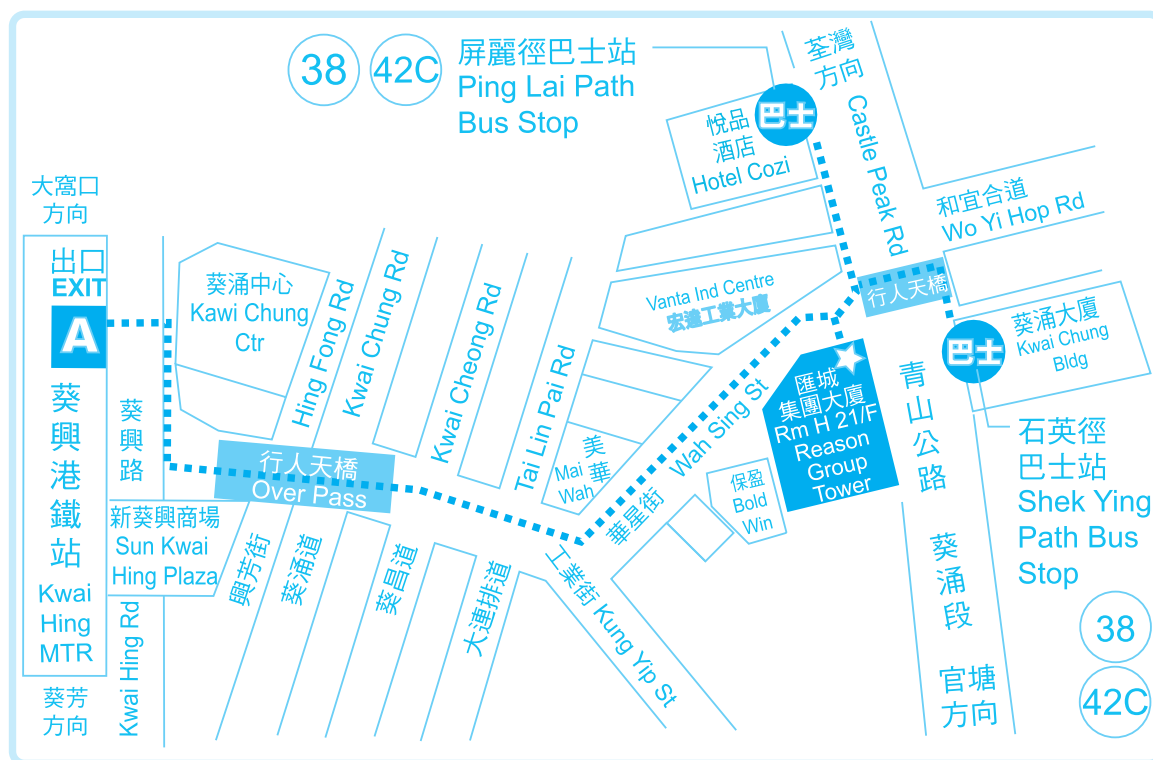 38
42C
屏麗徑巴士站
Ping Lai Path
Bus Stop
荃灣
方向
Castle Peak Rd
巴士
悅品
酒店
Hotel Cozi
和宜合道
Wo Yi Hop Rd
大窩口
方向
出口
EXIT
A
葵興港鐵站
Kwai
Hing
MTR
葵芳
方向
葵興路
Kwai Hing Rd
葵涌中心
Kawi Chung
Ctr
Hing Fong Rd
Kwai Chung Rd
Kwai Cheong Rd
Tai Lin Pai Rd
行人天橋
Over Pass
新葵興商場
Sun Kwai
Hing Plaza
興芳街
葵涌道
葵昌道
大連排道
工業街 Kung Yip St
Vanta Ind Centre
宏達工業大廈
美華
Mai
Wah
華星街
Wah Sing St
保盈
Bold
Win
匯城
集團大廈
Rm H 21/F
Reason
Group
Tower
行人天橋
巴士
葵涌大廈
Kwai Chung
Bldg
青山公路
葵涌段
官塘
方向
石英徑
巴士站
Shek Ying
Path Bus
Stop
38
42C